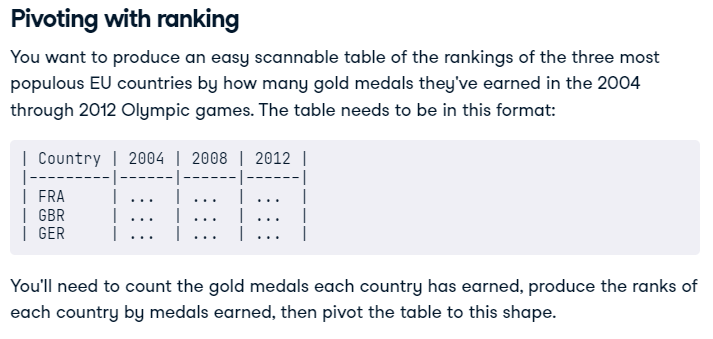 Pivoting with ranking
You want to produce an easy scannable table of the rankings of the three most
populous EU countries by how many gold medals they've earned in the 2004
through 2012 Olympic games. The table needs to be in this format:
| Country | 2004 | 2008 | 2012 |
|---------|------|------|------|
| FRA     | ...  | ...  | ...  |
| GBR     | ...  | ...  | ...  |
| GER     | ...  | ...  | ...  |
You'll need to count the gold medals each country has earned, produce the ranks of
each country by medals earned, then pivot the table to this shape.